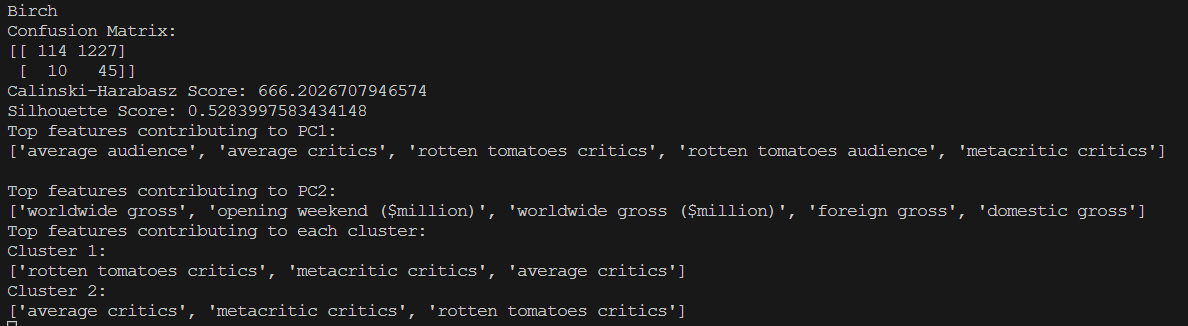 Birch
Confusion Matrix:
[[ 114 1227]
 [  10   45]]
Calinski-Harabasz Score: 666.2026707946574
Silhouette Score: 0.5283997583434148
Top features contributing to PC1:
['average audience', 'average critics', 'rotten tomatoes critics', 'rotten tomatoes audience', 'metacritic critics']

Top features contributing to PC2:
['worldwide gross', 'opening weekend ($million)', 'worldwide gross ($million)', 'foreign gross', 'domestic gross']
Top features contributing to each cluster:
Cluster 1:
['rotten tomatoes critics', 'metacritic critics', 'average critics']
Cluster 2:
['average critics', 'metacritic critics', 'rotten tomatoes critics']